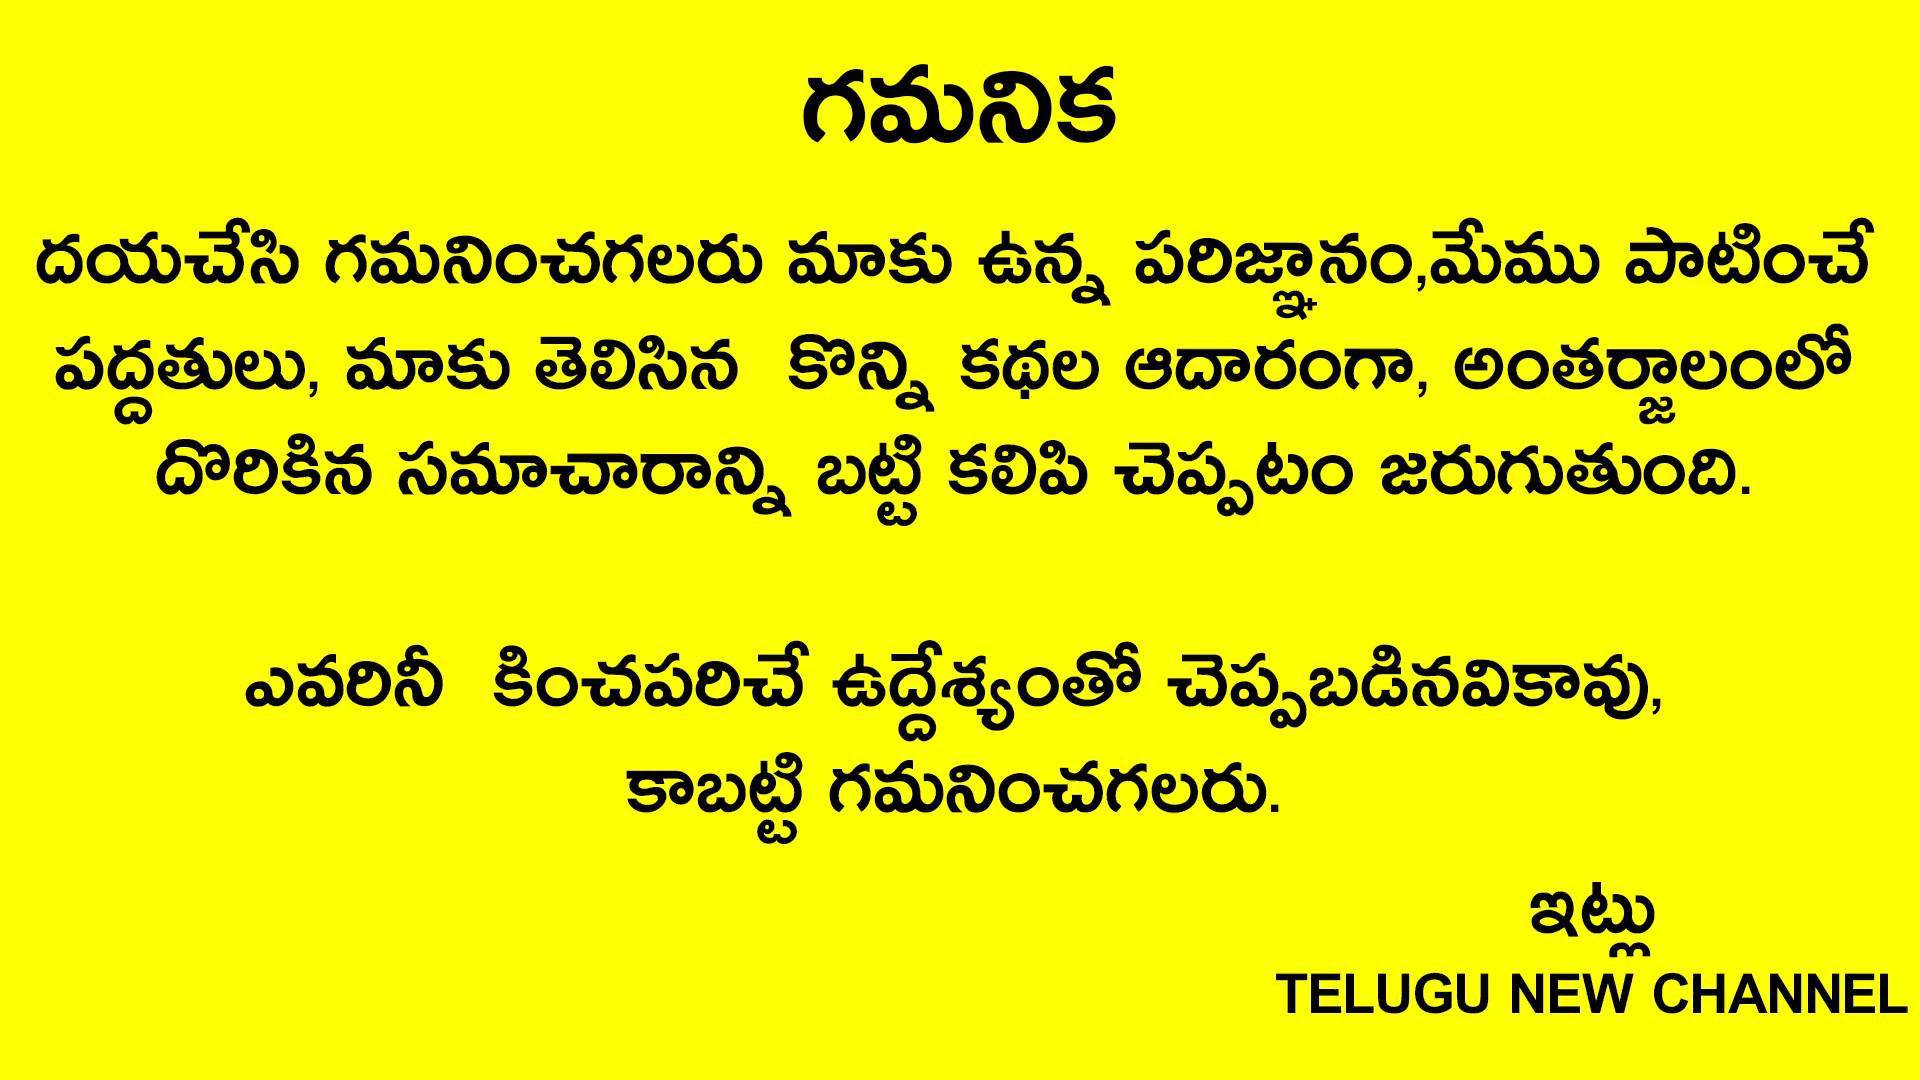 గమనిక
దయచేసి గమనించగలరు మాకు ఉన్న పరిజ్ఞానం,మేము పాటించే
పద్దతులు, మాకు తెలిసిన కొన్ని కథల ఆదారంగా, అంతర్జాలంలో
దొరికిన సమాచారాన్ని బట్టి కలిపి చెప్పటం జరుగుతుంది.
ఎవరినీ కించపరిచే ఉద్దేశ్యంతో చెప్పబడినవికావు,
కాబట్టి గమనించగలరు.
ఇట్లు
TELUGU NEW CHANNEL